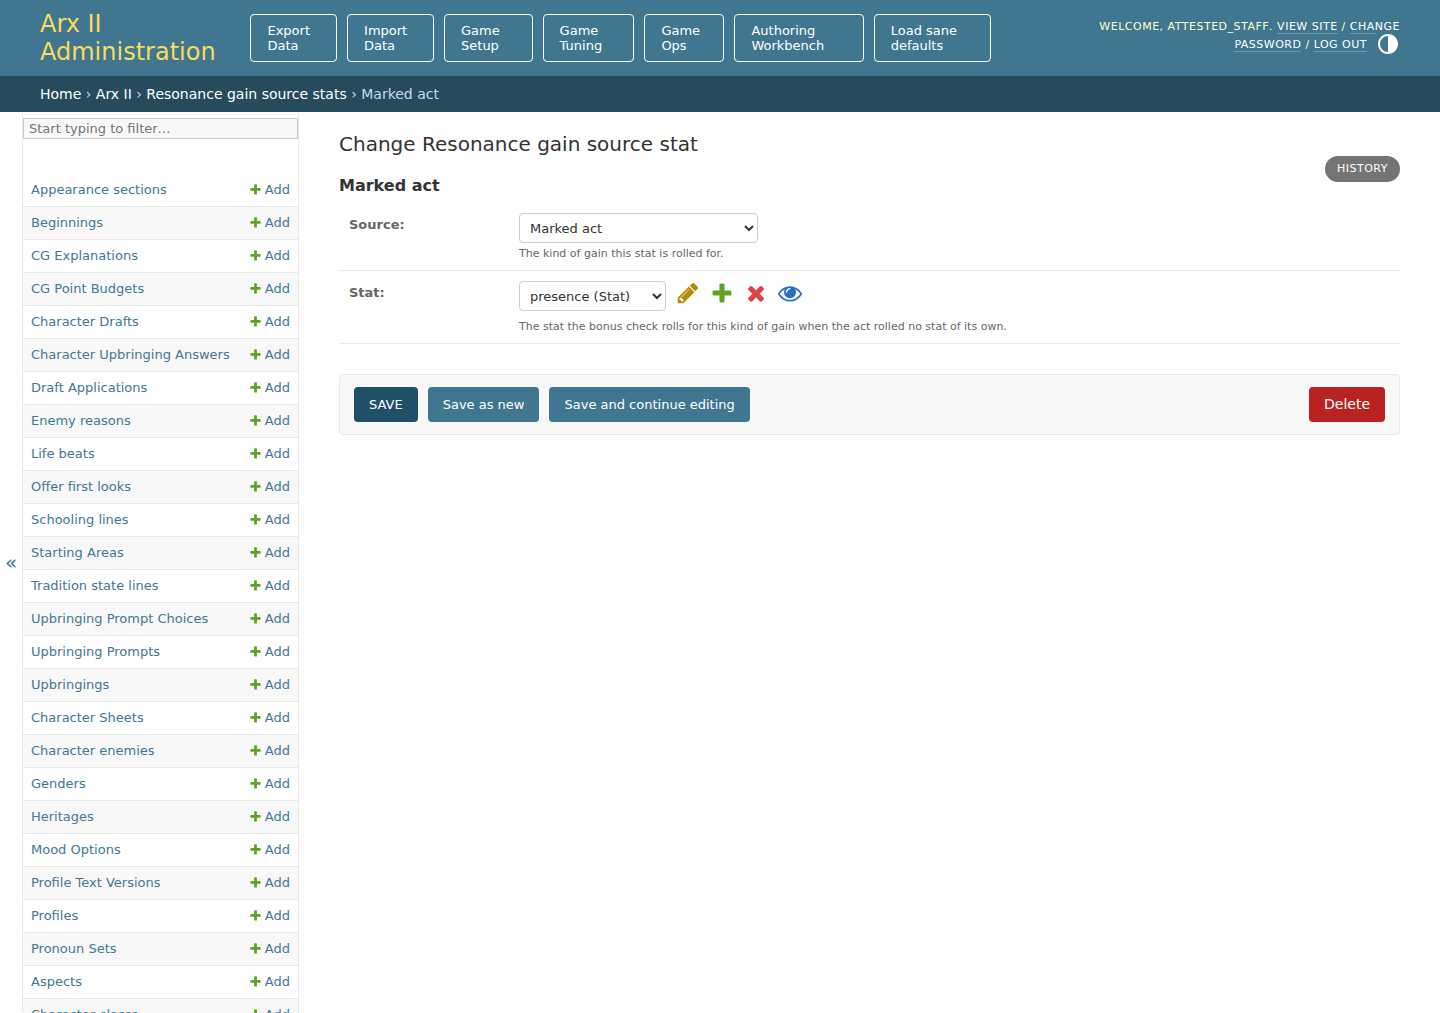 Arx II
Administration
Export
Data
Import
Data
Game
Setup
Game
Tuning
Game
Ops
Authoring
Workbench
Load sane
defaults
WELCOME, ATTESTED_STAFF. VIEW SITE / CHANGE
PASSWORD / LOG OUT
Home › Arx II › Resonance gain source stats › Marked act
Start typing to filter…
Appearance sections Add
Beginnings Add
CG Explanations Add
CG Point Budgets Add
Character Drafts Add
Character Upbringing Answers Add
Draft Applications Add
Enemy reasons Add
Life beats Add
Offer first looks Add
Schooling lines Add
Starting Areas Add
Tradition state lines Add
Upbringing Prompt Choices Add
Upbringing Prompts Add
Upbringings Add
Character Sheets Add
Character enemies Add
Genders Add
Heritages Add
Mood Options Add
Profile Text Versions Add
Profiles Add
Pronoun Sets Add
Aspects Add
Character classes Add
«
Change Resonance gain source stat
HISTORY
Marked act
Source: Marked act
The kind of gain this stat is rolled for.
Stat: presence (Stat)
The stat the bonus check rolls for this kind of gain when the act rolled no stat of its own.
SAVE Save as new Save and continue editing Delete